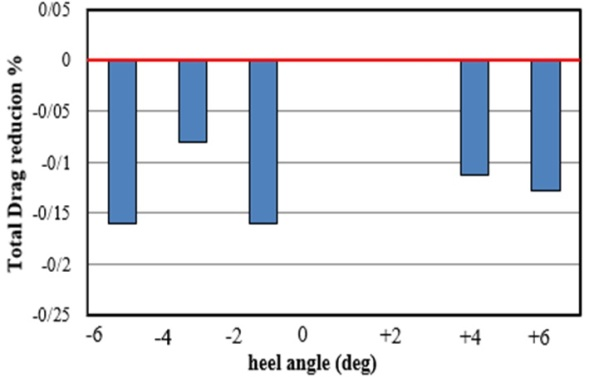 0/05
0
-0/05
-0/1
-0/15
-0/2
-0/25
Total Drag reducion %
-6 -4 -2 0 +2 +4 +6
heel angle (deg)